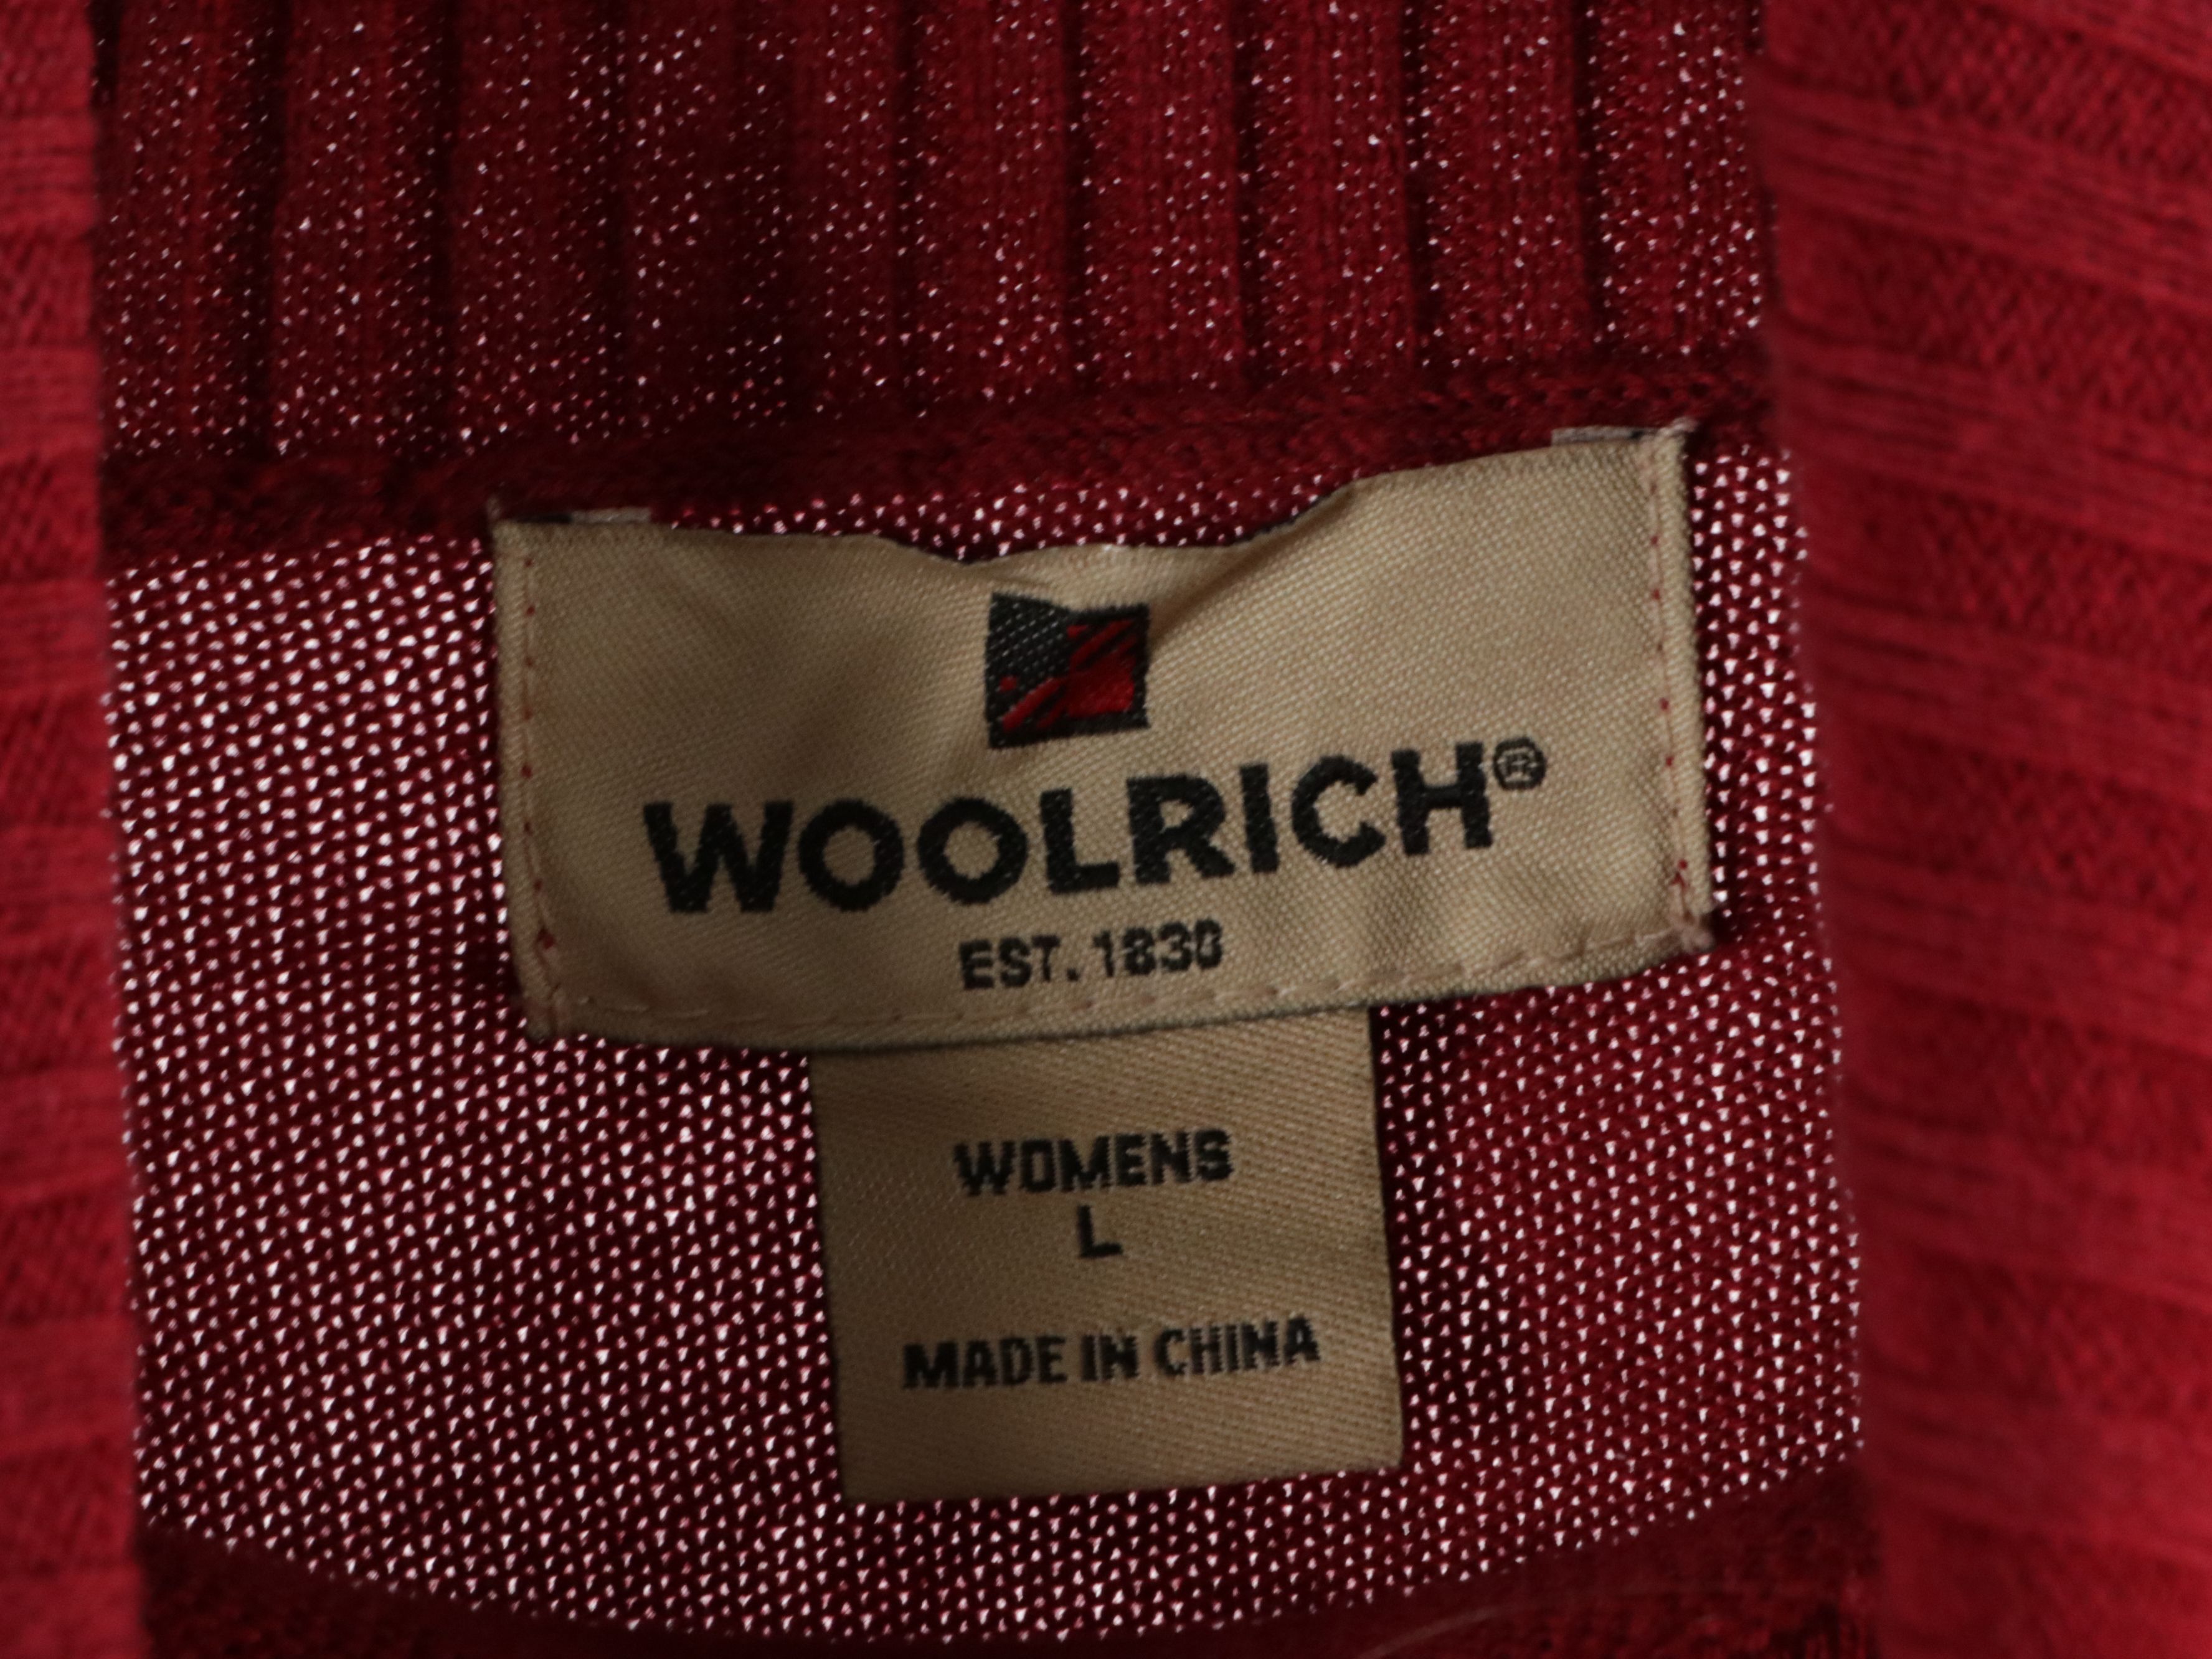 WOOLRICH®
EST. 1830
WOMENS
L
MADE IN CHINA